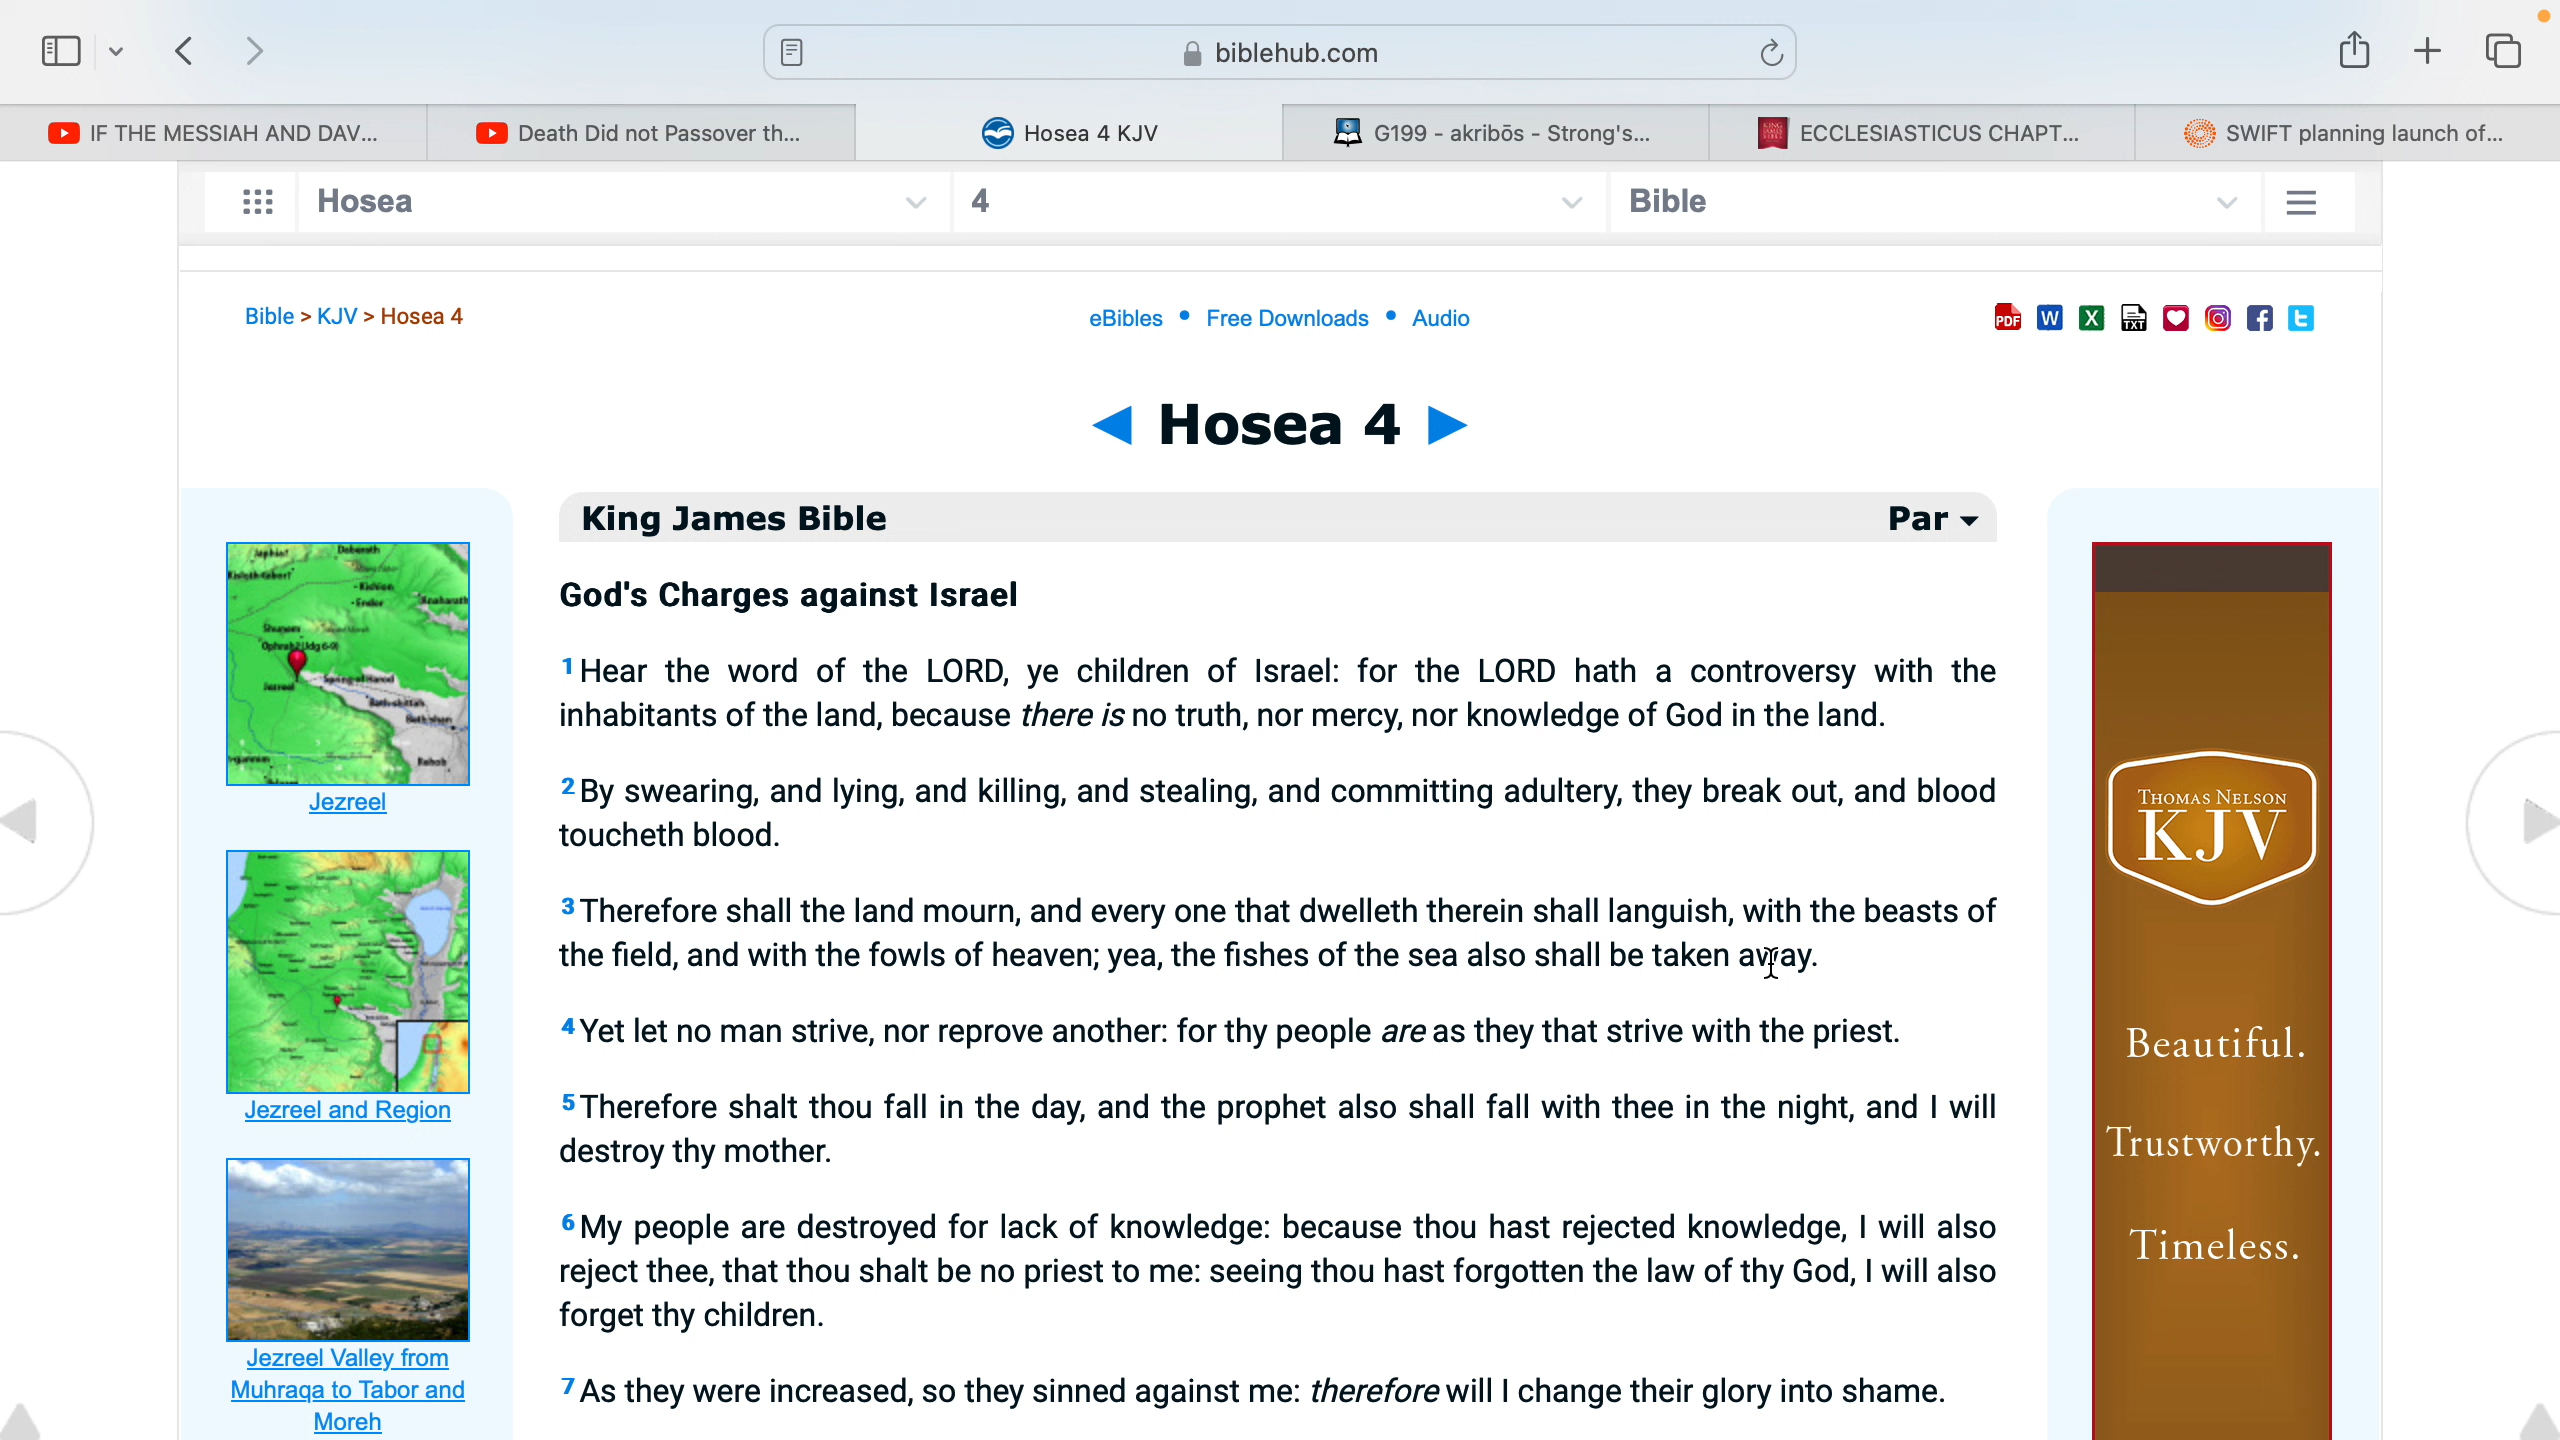 biblehub.com
IF THE MESSIAH AND DAV...
Death Did not Passover th...
Hosea 4 KJV
G199 - akribōs - Strong's...
ECCLESIASTICUS CHAPT...
SWIFT planning launch of...
Hosea
4
Bible
Bible > KJV > Hosea 4
eBibles • Free Downloads • Audio
PDF W X TXT
◀ Hosea 4 ▶
King James Bible
Par
God's Charges against Israel
1 Hear the word of the LORD, ye children of Israel: for the LORD hath a controversy with the
inhabitants of the land, because there is no truth, nor mercy, nor knowledge of God in the land.
2 By swearing, and lying, and killing, and stealing, and committing adultery, they break out, and blood
toucheth blood.
3 Therefore shall the land mourn, and every one that dwelleth therein shall languish, with the beasts of
the field, and with the fowls of heaven; yea, the fishes of the sea also shall be taken away.
4 Yet let no man strive, nor reprove another: for thy people are as they that strive with the priest.
5 Therefore shalt thou fall in the day, and the prophet also shall fall with thee in the night, and I will
destroy thy mother.
6 My people are destroyed for lack of knowledge: because thou hast rejected knowledge, I will also
reject thee, that thou shalt be no priest to me: seeing thou hast forgotten the law of thy God, I will also
forget thy children.
7 As they were increased, so they sinned against me: therefore will I change their glory into shame.
Daberath
Endor
Shunem
Jezreel
Rehob
Jezreel
Jezreel and Region
Jezreel Valley from
Muhraqa to Tabor and
Moreh
THOMAS NELSON
KJV
Beautiful.
Trustworthy.
Timeless.